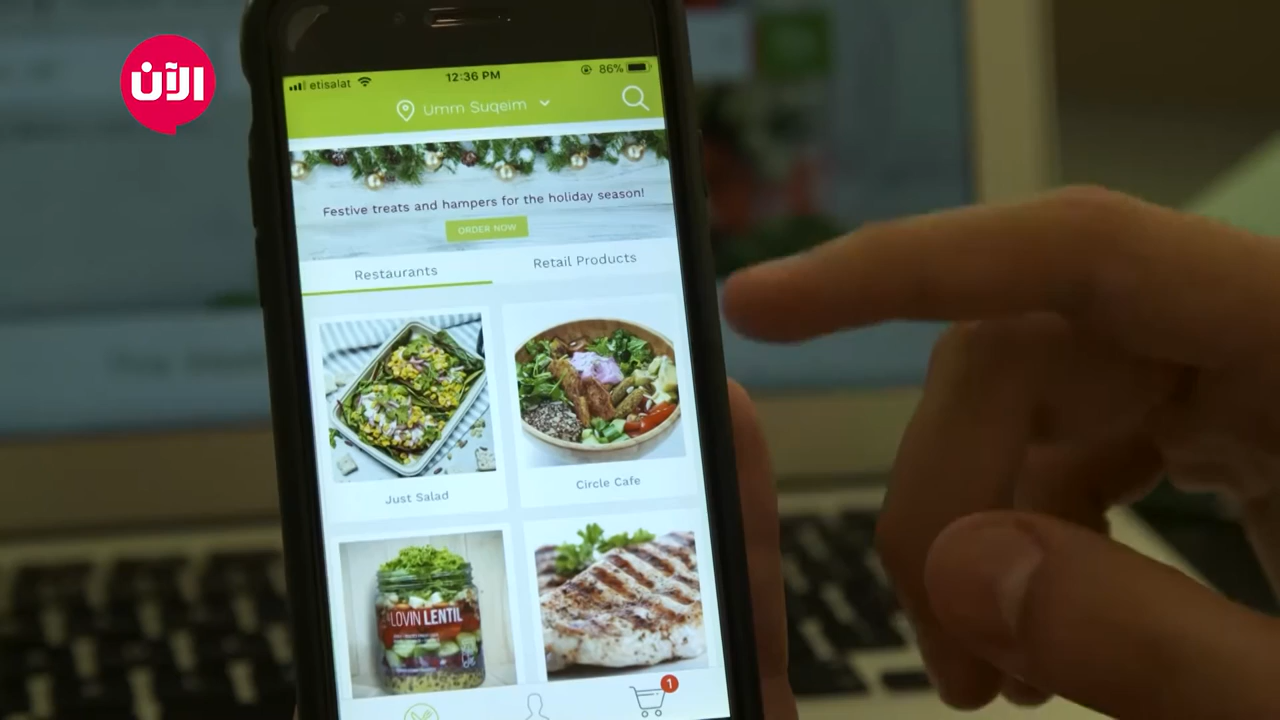 الآن
etisalat
12:36 PM
86%
Umm Suqeim
Festive treats and hampers for the holiday season!
ORDER NOW
Restaurants
Retail Products
Just Salad
Circle Cafe
LOVIN LENTIL
1